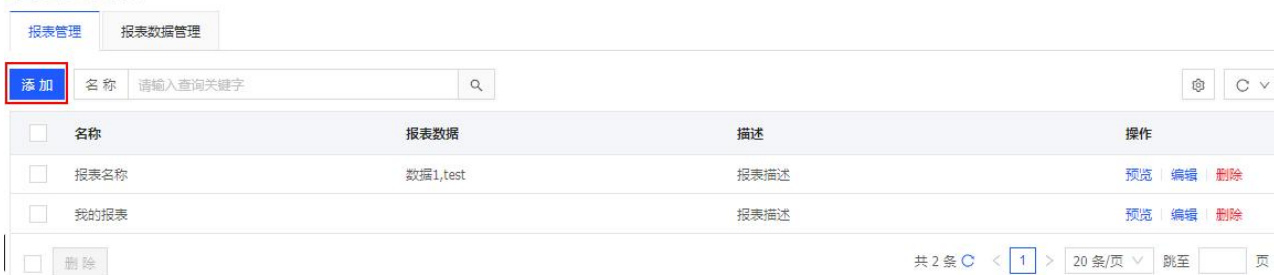 报表管理 报表数据管理
添加 名称 请输入查询关键字
名称 报表数据 描述 操作
报表名称 数据1,test 报表描述 预览 编辑 删除
我的报表 报表描述 预览 编辑 删除
删除 共 2 条 1 20 条/页 跳至 页